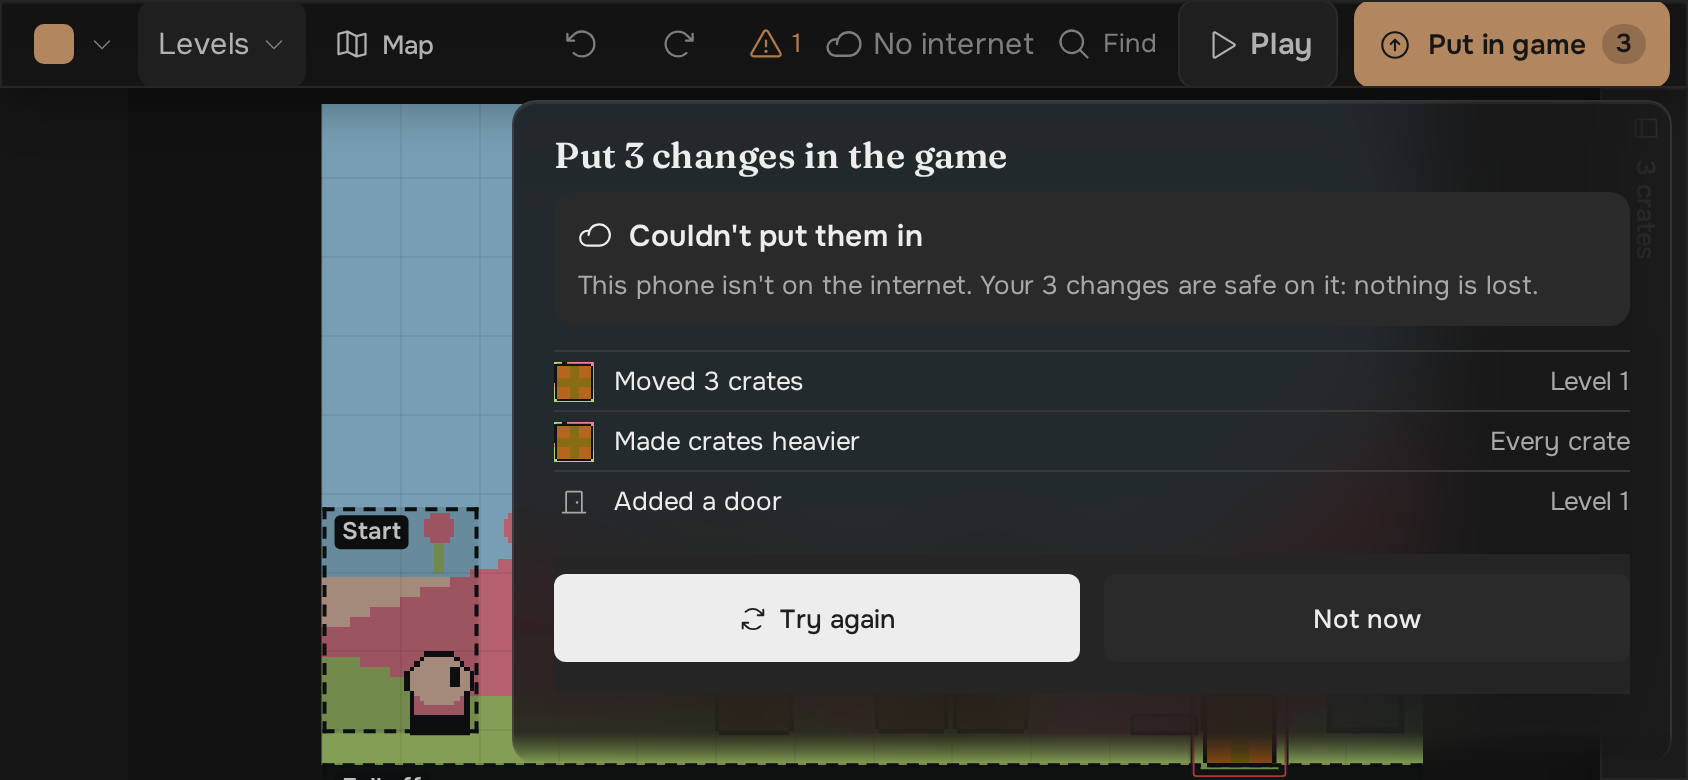 Levels
Map
1
No internet
Find
Play
Put in game 3
Put 3 changes in the game
3 crates
Couldn't put them in
This phone isn't on the internet. Your 3 changes are safe on it: nothing is lost.
Moved 3 crates Level 1
Made crates heavier Every crate
Added a door Level 1
Start
Try again
Not now